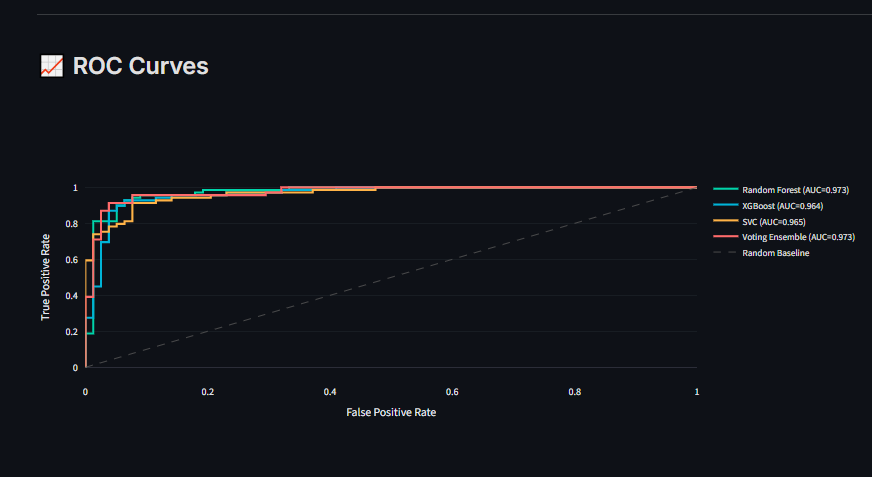 📈 ROC Curves
1
0.8
0.6
0.4
0.2
0
True Positive Rate
0
0.2
0.4
0.6
0.8
1
False Positive Rate
Random Forest (AUC=0.973)
XGBoost (AUC=0.964)
SVC (AUC=0.965)
Voting Ensemble (AUC=0.973)
Random Baseline